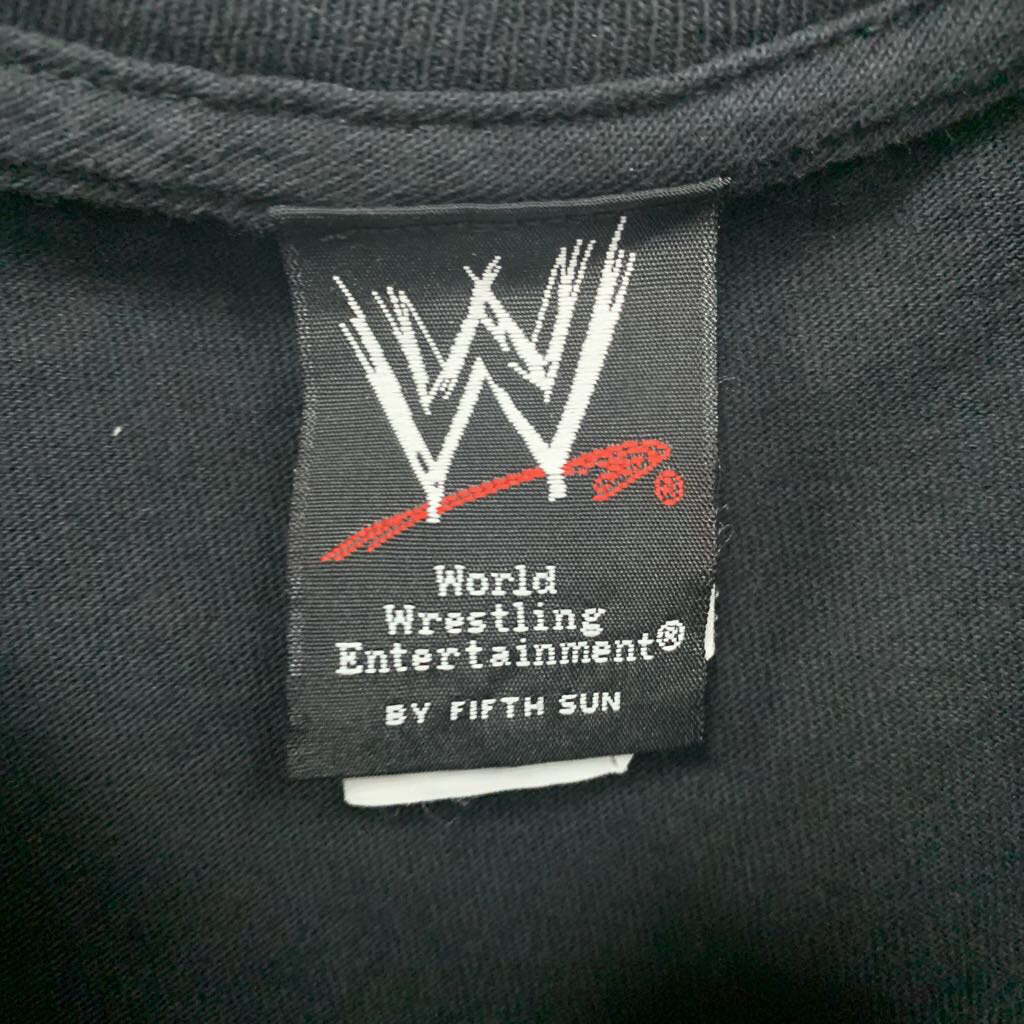 W
World
Wrestling
Entertainment®
BY FIFTH SUN